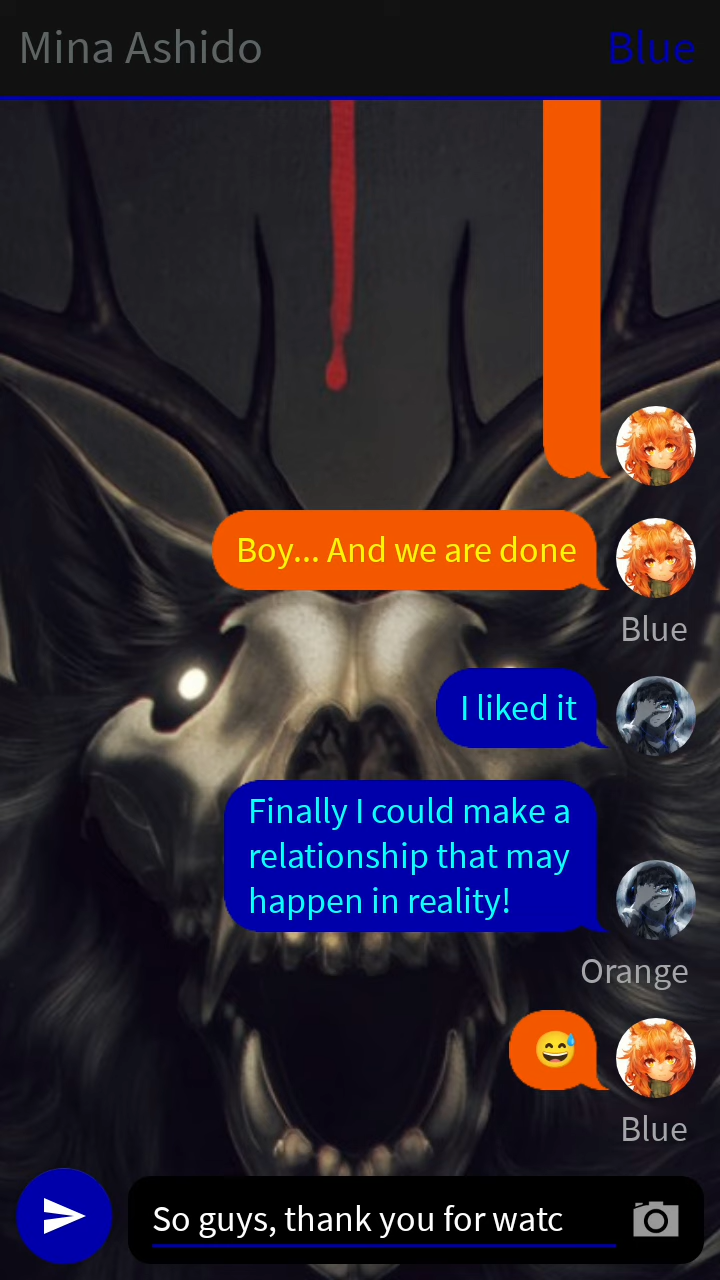 Mina Ashido
Blue
Boy... And we are done
Blue
I liked it
Finally I could make a
relationship that may
happen in reality!
Orange
😅
Blue
So guys, thank you for watc